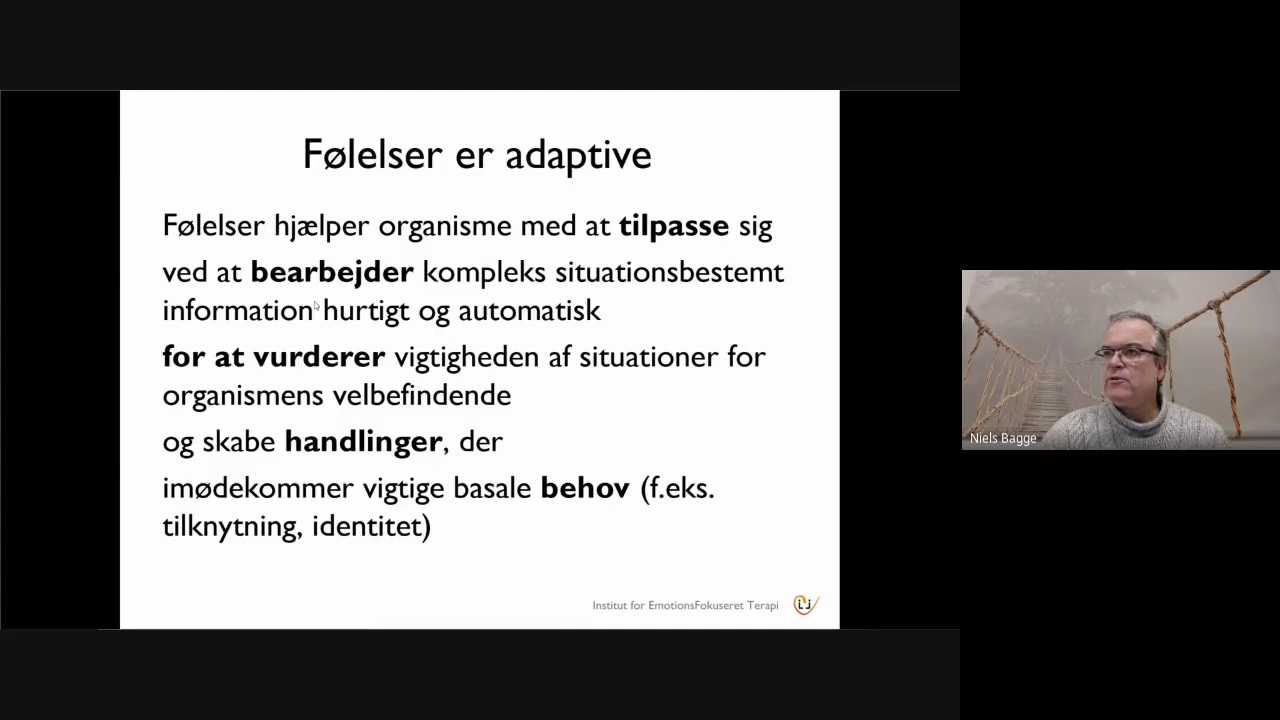 Følelser er adaptive
Følelser hjælper organisme med at tilpasse sig
ved at bearbejder kompleks situationsbestemt
information hurtigt og automatisk
for at vurderer vigtigheden af situationer for
organismens velbefindende
og skabe handlinger, der
imødekommer vigtige basale behov (f.eks.
tilknytning, identitet)
Institut for EmotionsFokuseret Terapi
Niels Bagge